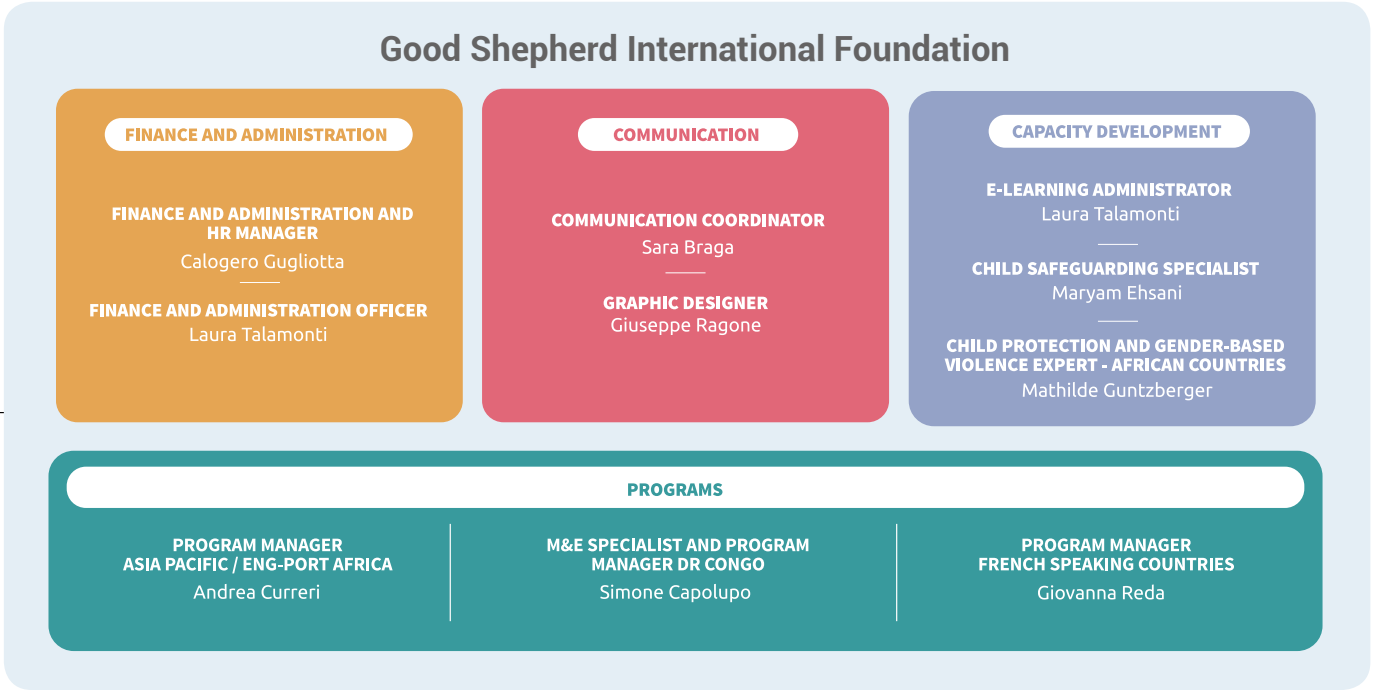 Good Shepherd International Foundation
FINANCE AND ADMINISTRATION
FINANCE AND ADMINISTRATION AND
HR MANAGER
Calogero Gugliotta
FINANCE AND ADMINISTRATION OFFICER
Laura Talamonti
COMMUNICATION
COMMUNICATION COORDINATOR
Sara Braga
GRAPHIC DESIGNER
Giuseppe Ragone
CAPACITY DEVELOPMENT
E-LEARNING ADMINISTRATOR
Laura Talamonti
CHILD SAFEGUARDING SPECIALIST
Maryam Ehsani
CHILD PROTECTION AND GENDER-BASED
VIOLENCE EXPERT - AFRICAN COUNTRIES
Mathilde Guntzberger
PROGRAMS
PROGRAM MANAGER
ASIA PACIFIC / ENG-PORT AFRICA
Andrea Curreri
M&E SPECIALIST AND PROGRAM
MANAGER DR CONGO
Simone Capolupo
PROGRAM MANAGER
FRENCH SPEAKING COUNTRIES
Giovanna Reda